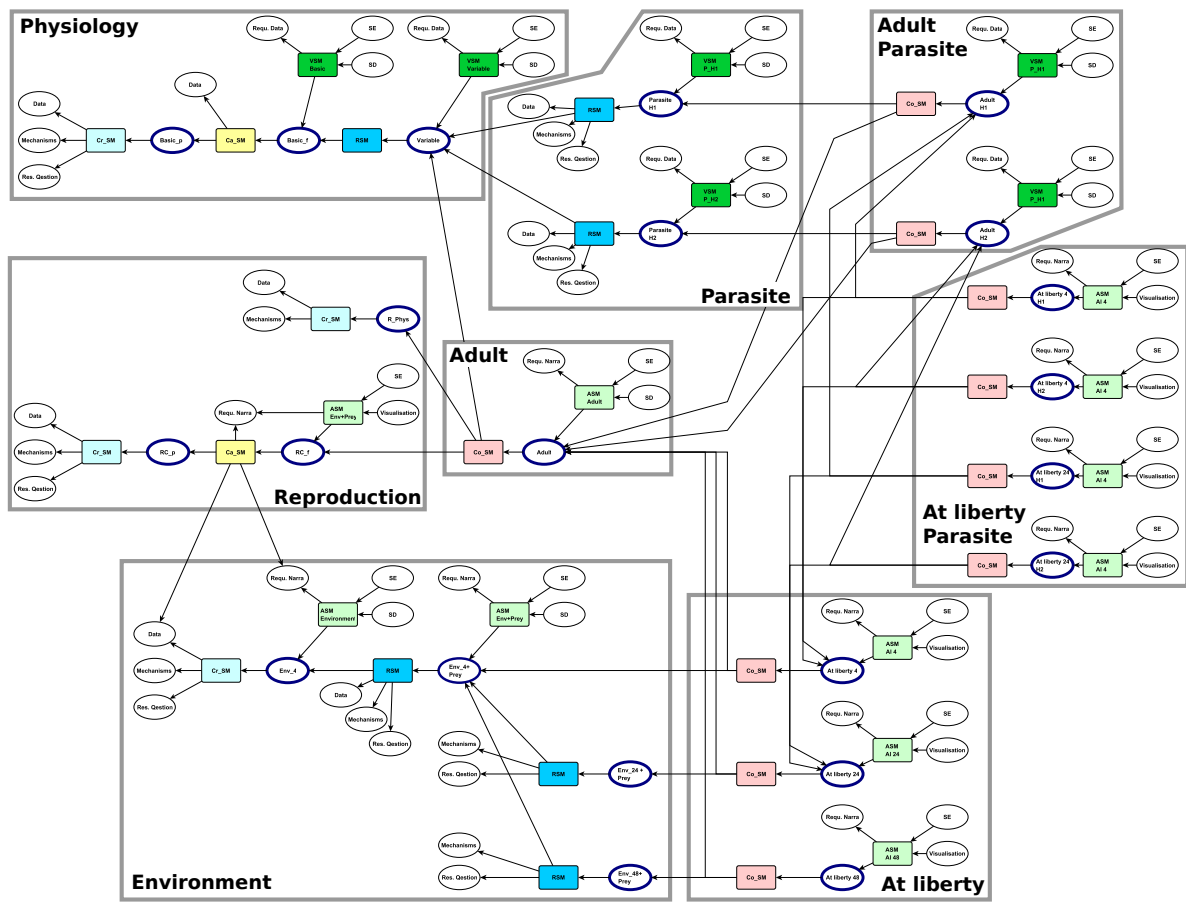 Physiology
Requ. Data
SE
VSM
Basic
SD
Requ. Data
SE
VSM
Variable
SD
Data
Data
Mechanisms
Cr_SM
Basic_p
Ca_SM
Basic_f
RSM
Variable
Res. Qestion
Requ. Data
SE
VSM
P_H1
SD
Data
RSM
Parasite
H1
Mechanisms
Res. Qestion
Requ. Data
SE
VSM
P_H2
SD
Data
RSM
Parasite
H2
Mechanisms
Res. Qestion
Parasite
Adult
Parasite
Requ. Data
SE
VSM
P_H1
SD
Co_SM
Adult
H1
Requ. Data
SE
VSM
P_H1
SD
Co_SM
Adult
H2
Requ. Narra
SE
Co_SM
At liberty 4
H1
ASM
AI 4
Visualisation
Requ. Narra
SE
Co_SM
At liberty 4
H2
ASM
AI 4
Visualisation
Requ. Narra
SE
Co_SM
At liberty 24
H1
ASM
AI 4
Visualisation
At liberty
Parasite
Requ. Narra
SE
Co_SM
At liberty 24
H2
ASM
AI 4
Visualisation
Data
Mechanisms
Cr_SM
R_Phys
SE
Requ. Narra
ASM
Env+Prey
Visualisation
Data
Mechanisms
Cr_SM
RC_p
Ca_SM
RC_f
Res. Qestion
Reproduction
Adult
Requ. Narra
SE
ASM
Adult
SD
Co_SM
Adult
Requ. Narra
SE
ASM
Environment
SD
Requ. Narra
SE
ASM
Env+Prey
SD
Data
Mechanisms
Cr_SM
Env_4
RSM
Env_4+
Prey
Res. Qestion
Data
Mechanisms
Res. Qestion
Mechanisms
Res. Qestion
RSM
Env_24 +
Prey
Mechanisms
Res. Qestion
RSM
Env_48+
Prey
Environment
Requ. Narra
SE
ASM
AI 4
Visualisation
Co_SM
At liberty 4
Requ. Narra
SE
ASM
AI 24
Visualisation
Co_SM
At liberty 24
Requ. Narra
SE
ASM
AI 48
Visualisation
Co_SM
At liberty 48
At liberty